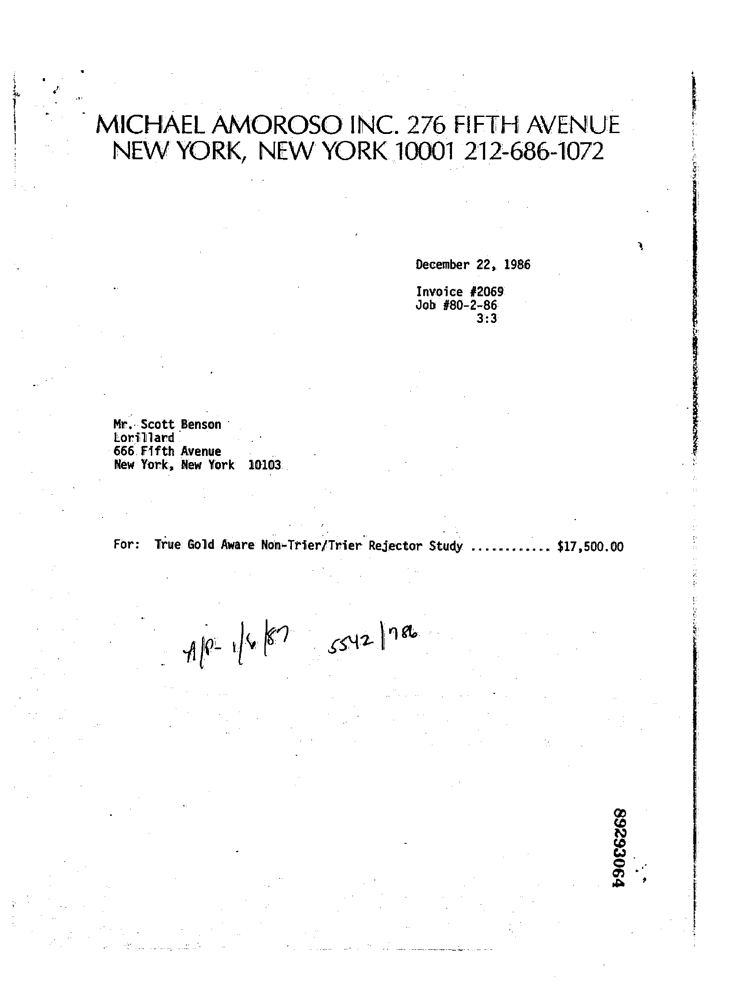 MICHAEL AMOROSO INC. 276 FIFTH AVENUE
NEW YORK, NEW YORK 10001 212-686-1072
December 22, 1986
Invoice #2069
Job #80-2-86
3:3
Mr. Scott Benson
Lorillard
666 Fifth Avenue
New York, New York 10103
For: True Gold Aware Non-Trier/Trier Rejector Study ............ $17,500.00
A/P- 1/6/87 5542/786
89293064